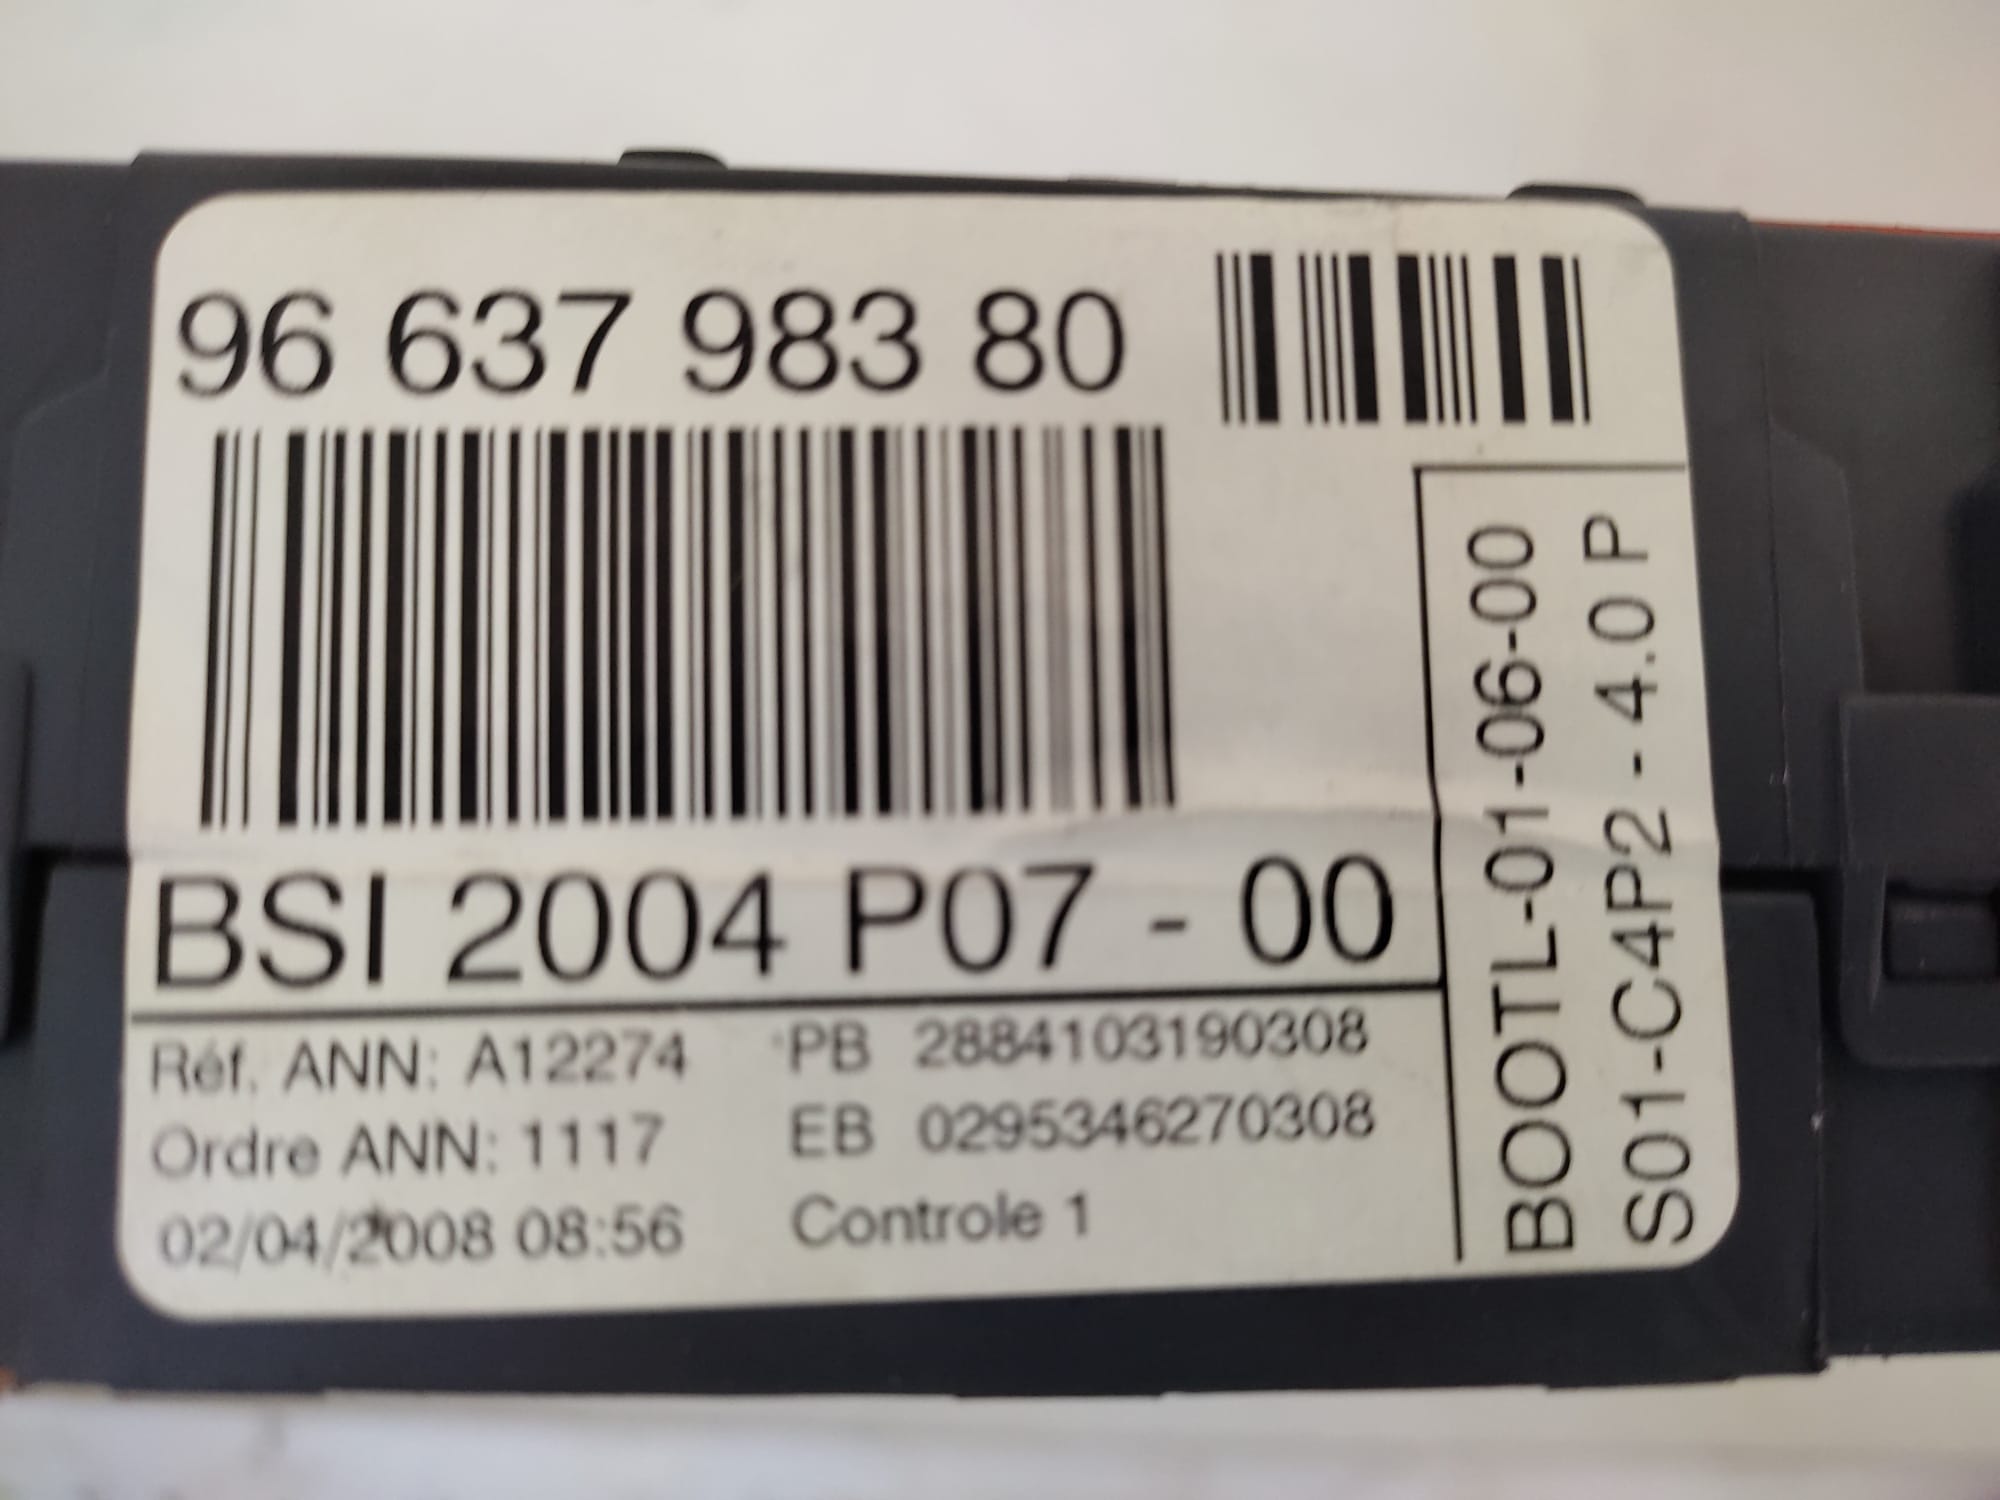 96 637 983 80
BSI 2004 P07 - 00
Réf. ANN: A12274
Ordre ANN: 1117
02/04/2008 08:56
PB 2884103190308
EB 0295346270308
Controle 1
BOOTL-01-06-00
S01-C4P2 - 4.0 P